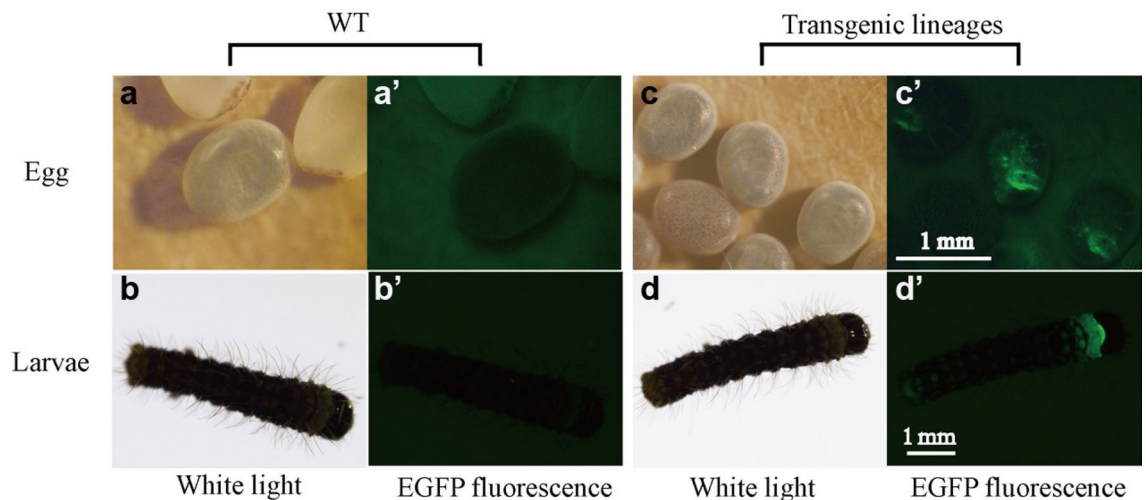 WT
Transgenic lineages
a
a’
c
c’
Egg
1 mm
b
b’
d
d’
Larvae
1 mm
White light
EGFP fluorescence
White light
EGFP fluorescence